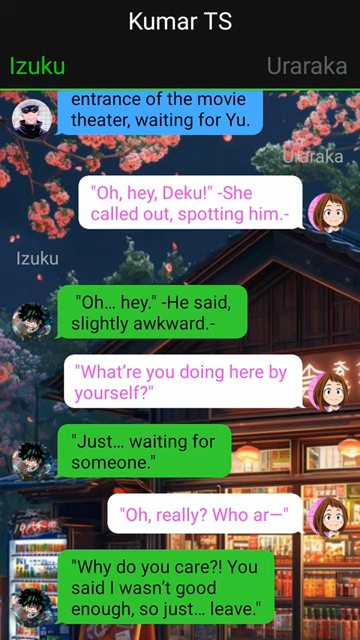 Kumar TS
Izuku
Uraraka
entrance of the movie
theater, waiting for Yu.
Uraraka
"Oh, hey, Deku!" -She
called out, spotting him.-
Izuku
"Oh... hey." -He said,
slightly awkward.-
"What're you doing here by
yourself?"
"Just... waiting for
someone."
"Oh, really? Who ar—"
"Why do you care?! You
said I wasn't good
enough, so just... leave."